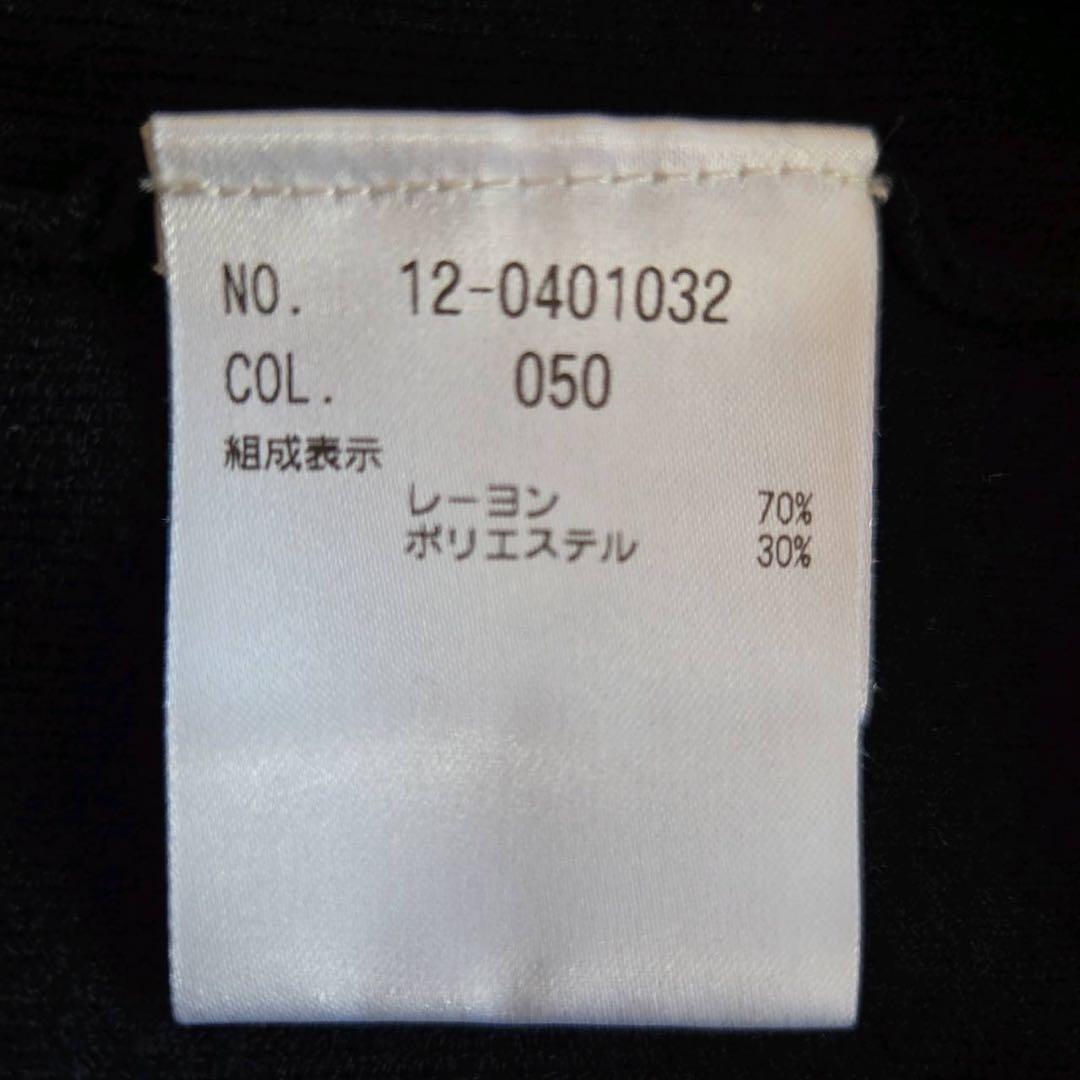 NO. 12-0401032
COL. 050
組成表示
レーヨン 70%
ポリエステル 30%